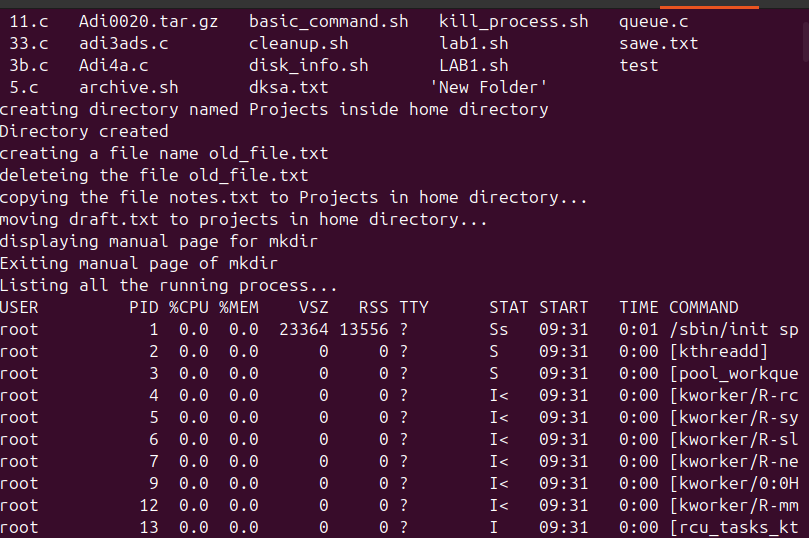 11.c Adi0020.tar.gz basic_command.sh kill_process.sh queue.c
33.c adi3ads.c cleanup.sh lab1.sh sawe.txt
3b.c Adi4a.c disk_info.sh LAB1.sh test
5.c archive.sh dksa.txt 'New Folder'
creating directory named Projects inside home directory
Directory created
creating a file name old_file.txt
deleteing the file old_file.txt
copying the file notes.txt to Projects in home directory...
moving draft.txt to projects in home directory...
displaying manual page for mkdir
Exiting manual page of mkdir
Listing all the running process...
USER PID %CPU %MEM VSZ RSS TTY STAT START TIME COMMAND
root 1 0.0 0.0 23364 13556 ? Ss 09:31 0:01 /sbin/init sp
root 2 0.0 0.0 0 0 ? S 09:31 0:00 [kthreadd]
root 3 0.0 0.0 0 0 ? S 09:31 0:00 [pool_workque
root 4 0.0 0.0 0 0 ? I< 09:31 0:00 [kworker/R-rc
root 5 0.0 0.0 0 0 ? I< 09:31 0:00 [kworker/R-sy
root 6 0.0 0.0 0 0 ? I< 09:31 0:00 [kworker/R-sl
root 7 0.0 0.0 0 0 ? I< 09:31 0:00 [kworker/R-ne
root 9 0.0 0.0 0 0 ? I< 09:31 0:00 [kworker/0:0H
root 12 0.0 0.0 0 0 ? I< 09:31 0:00 [kworker/R-mm
root 13 0.0 0.0 0 0 ? I 09:31 0:00 [rcu_tasks_kt